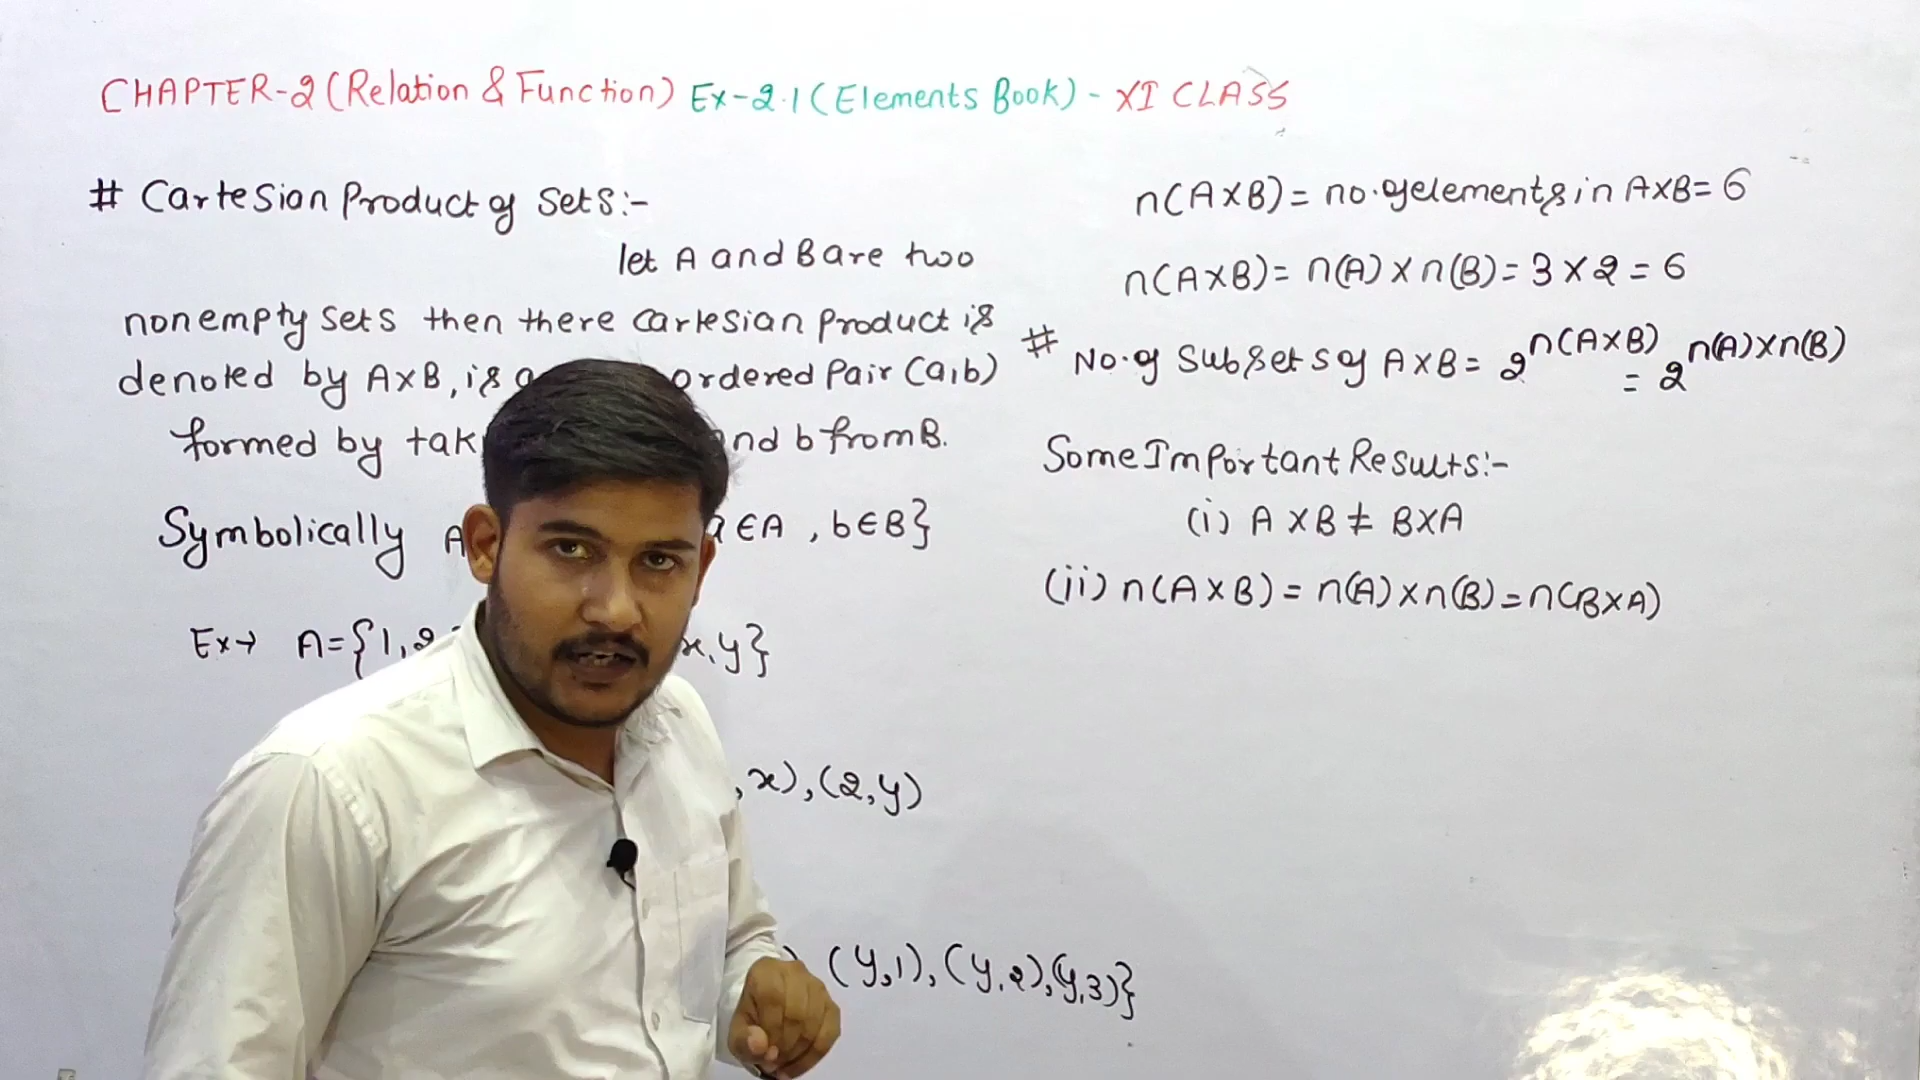 CHAPTER-2 (Relation & Function) Ex-2.1 (Elements Book) - XI CLASS
# Cartesian Product of Sets:-
let A and B are two
nonempty sets then there cartesian product is
denoted by A×B, is ordered Pair (a,b)
formed by and b from B.
Symbolically A a∈A , b∈B}
Ex→ A={1,2 x,y}
,x),(2,y)
(y,1),(y,2),(y,3)}
n(A×B) = no. of elements in A×B = 6
n(A×B) = n(A) × n(B) = 3 × 2 = 6
# No. of Subsets of A×B = 2^n(A×B) = 2^n(A)×n(B)
Some Important Results:-
(i) A×B ≠ B×A
(ii) n(A×B) = n(A)×n(B) = n(B×A)